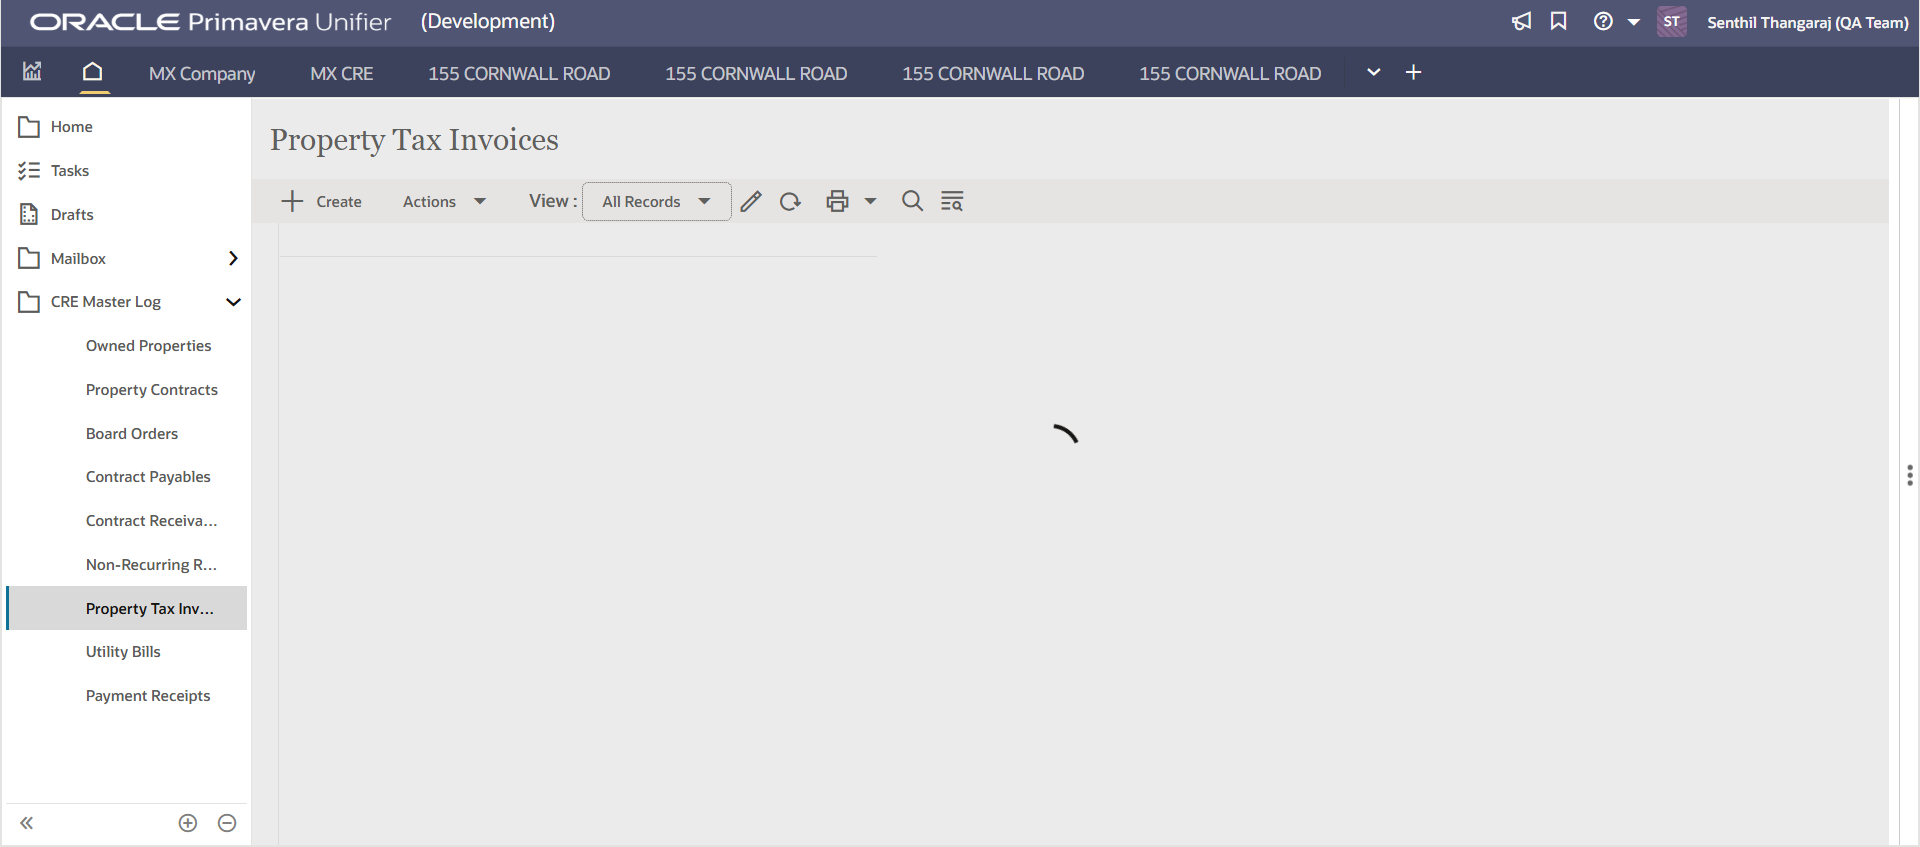 ORACLE Primavera Unifier (Development) ST Senthil Thangaraj (QA Team)
MX Company MX CRE 155 CORNWALL ROAD 155 CORNWALL ROAD 155 CORNWALL ROAD 155 CORNWALL ROAD
Home
Tasks
Drafts
Mailbox
CRE Master Log
Owned Properties
Property Contracts
Board Orders
Contract Payables
Contract Receiva...
Non-Recurring R...
Property Tax Inv...
Utility Bills
Payment Receipts
Property Tax Invoices
Create Actions View : All Records